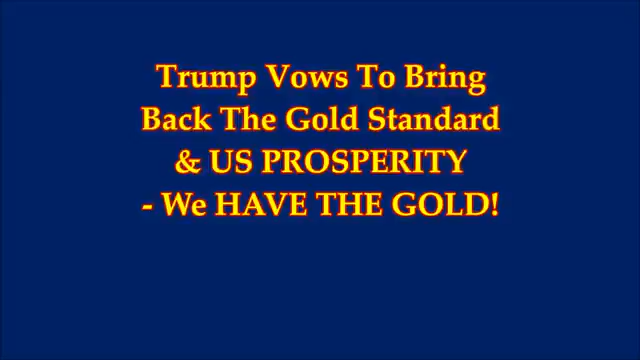 Trump Vows To Bring
Back The Gold Standard
& US PROSPERITY
- We HAVE THE GOLD!